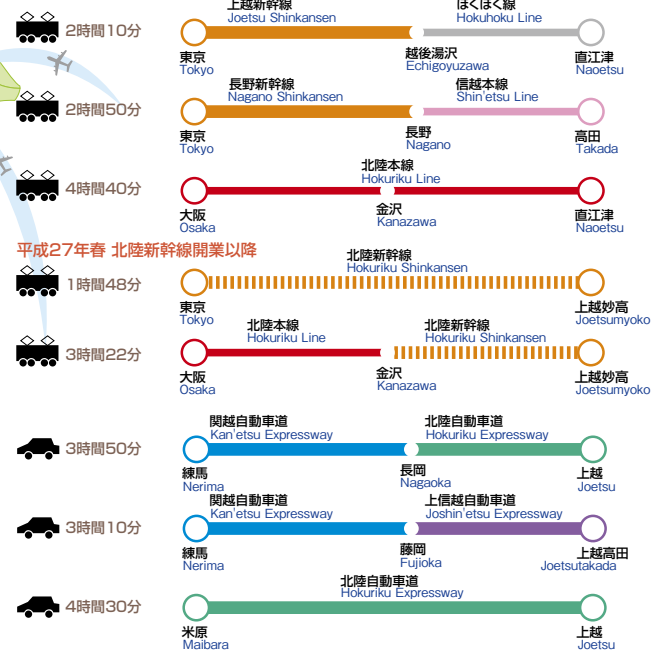 上越新幹線
Joetsu Shinkansen
ほくほく線
Hokuhoku Line
2時間10分
東京
Tokyo
越後湯沢
Echigoyuzawa
直江津
Naoetsu
長野新幹線
Nagano Shinkansen
信越本線
Shin'etsu Line
2時間50分
東京
Tokyo
長野
Nagano
高田
Takada
北陸本線
Hokuriku Line
4時間40分
大阪
Osaka
金沢
Kanazawa
直江津
Naoetsu
平成27年春 北陸新幹線開業以降
北陸新幹線
Hokuriku Shinkansen
1時間48分
東京
Tokyo
上越妙高
Joetsumyoko
北陸本線
Hokuriku Line
北陸新幹線
Hokuriku Shinkansen
3時間22分
大阪
Osaka
金沢
Kanazawa
上越妙高
Joetsumyoko
関越自動車道
Kan'etsu Expressway
北陸自動車道
Hokuriku Expressway
3時間50分
練馬
Nerima
長岡
Nagaoka
上越
Joetsu
関越自動車道
Kan'etsu Expressway
上信越自動車道
Joshin'etsu Expressway
3時間10分
練馬
Nerima
藤岡
Fujioka
上越高田
Joetsutakada
北陸自動車道
Hokuriku Expressway
4時間30分
米原
Maibara
上越
Joetsu